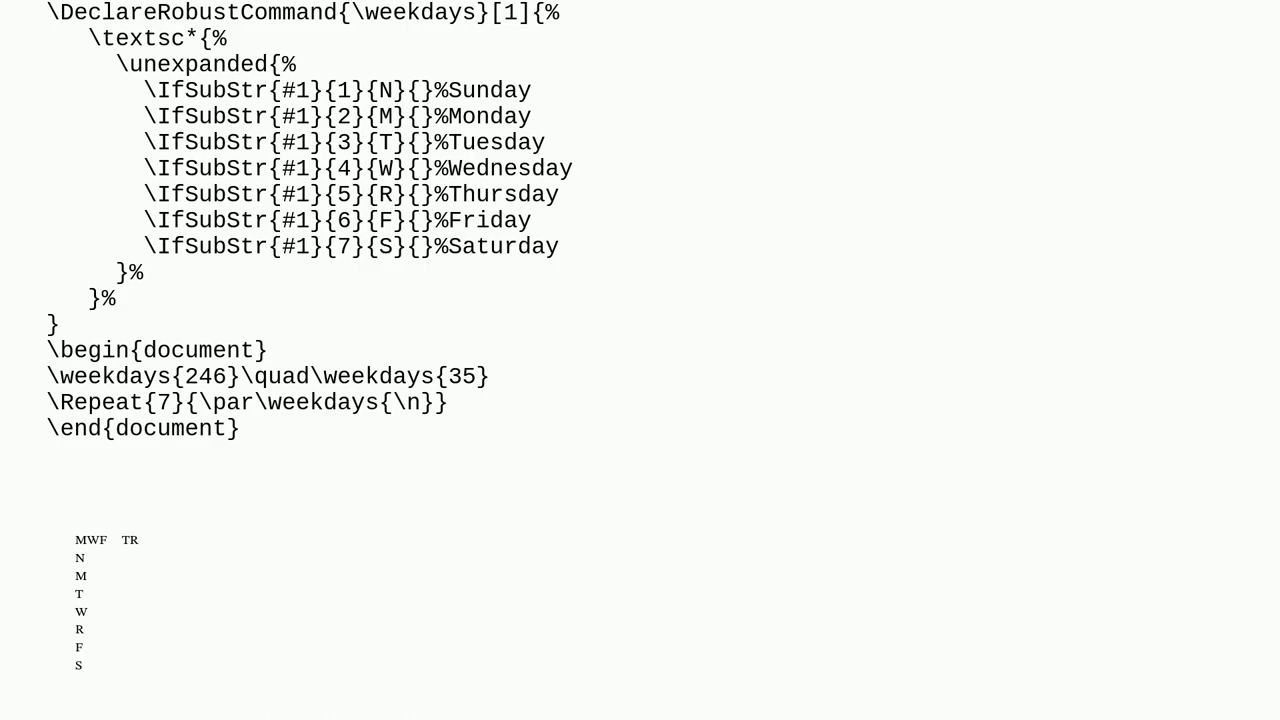 \DeclareRobustCommand{\weekdays}[1]{%
\textsc*{%
\unexpanded{%
\IfSubStr{#1}{1}{N}{}%Sunday
\IfSubStr{#1}{2}{M}{}%Monday
\IfSubStr{#1}{3}{T}{}%Tuesday
\IfSubStr{#1}{4}{W}{}%Wednesday
\IfSubStr{#1}{5}{R}{}%Thursday
\IfSubStr{#1}{6}{F}{}%Friday
\IfSubStr{#1}{7}{S}{}%Saturday
}%
}%
}
\begin{document}
\weekdays{246}\quad\weekdays{35}
\Repeat{7}{\par\weekdays{\n}}
\end{document}
MWF TR
N
M
T
W
R
F
S